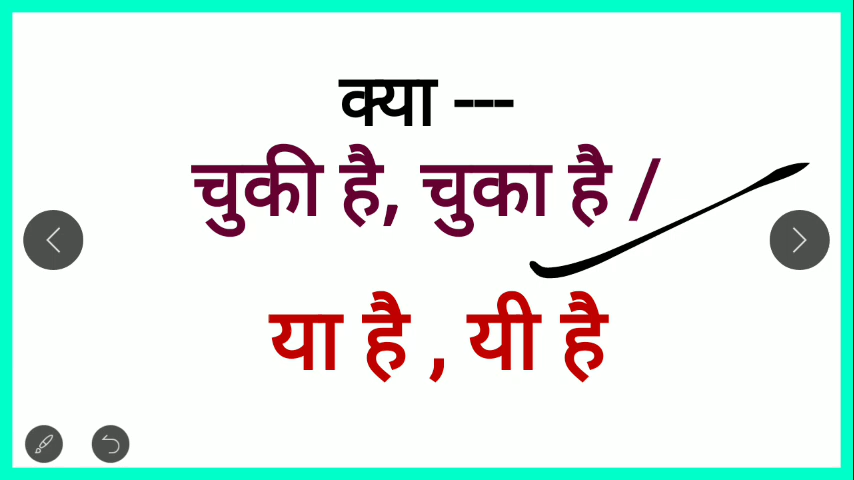 क्या ---
चुकी है, चुका है /
या है , यी है